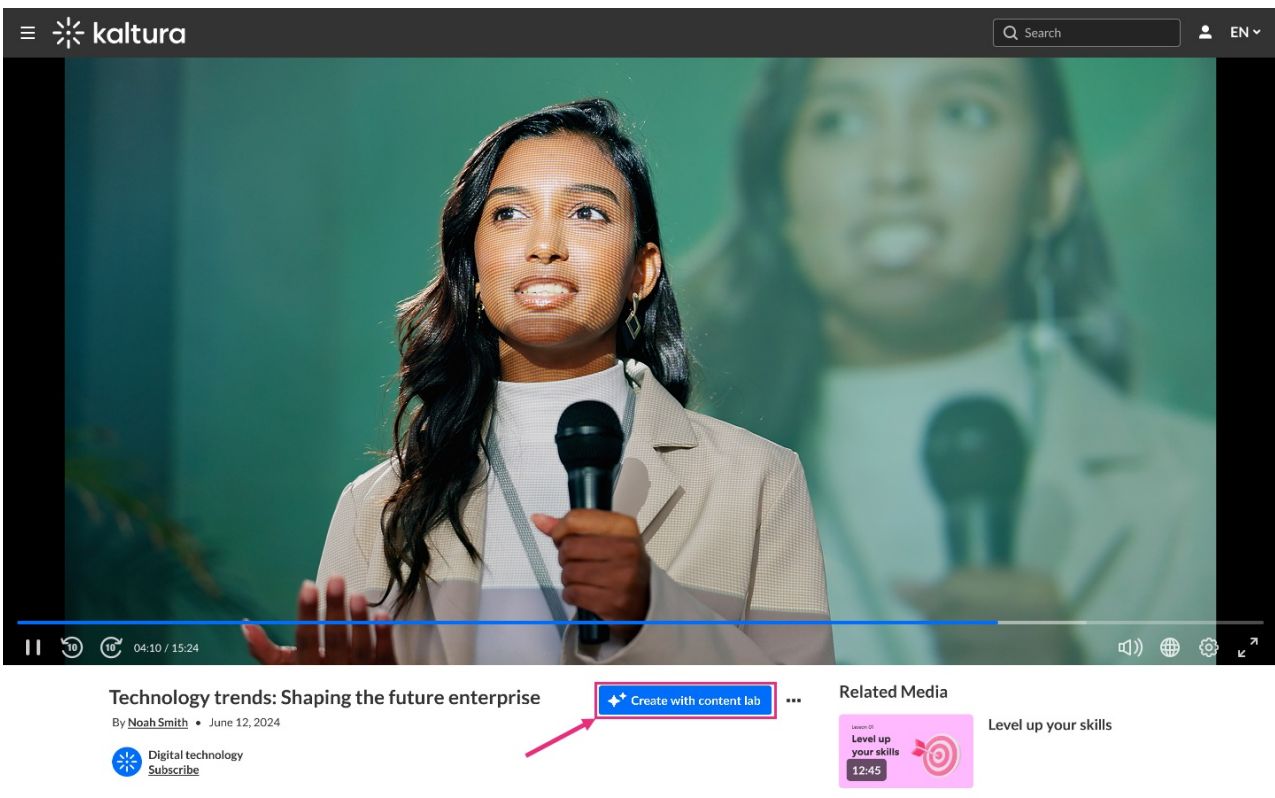 kaltura
Search
EN
10
10
04:10 / 15:24
Technology trends: Shaping the future enterprise
Create with content lab
By Noah Smith • June 12, 2024
Digital technology
Subscribe
Related Media
Lesson 01
Level up
your skills
12:45
Level up your skills